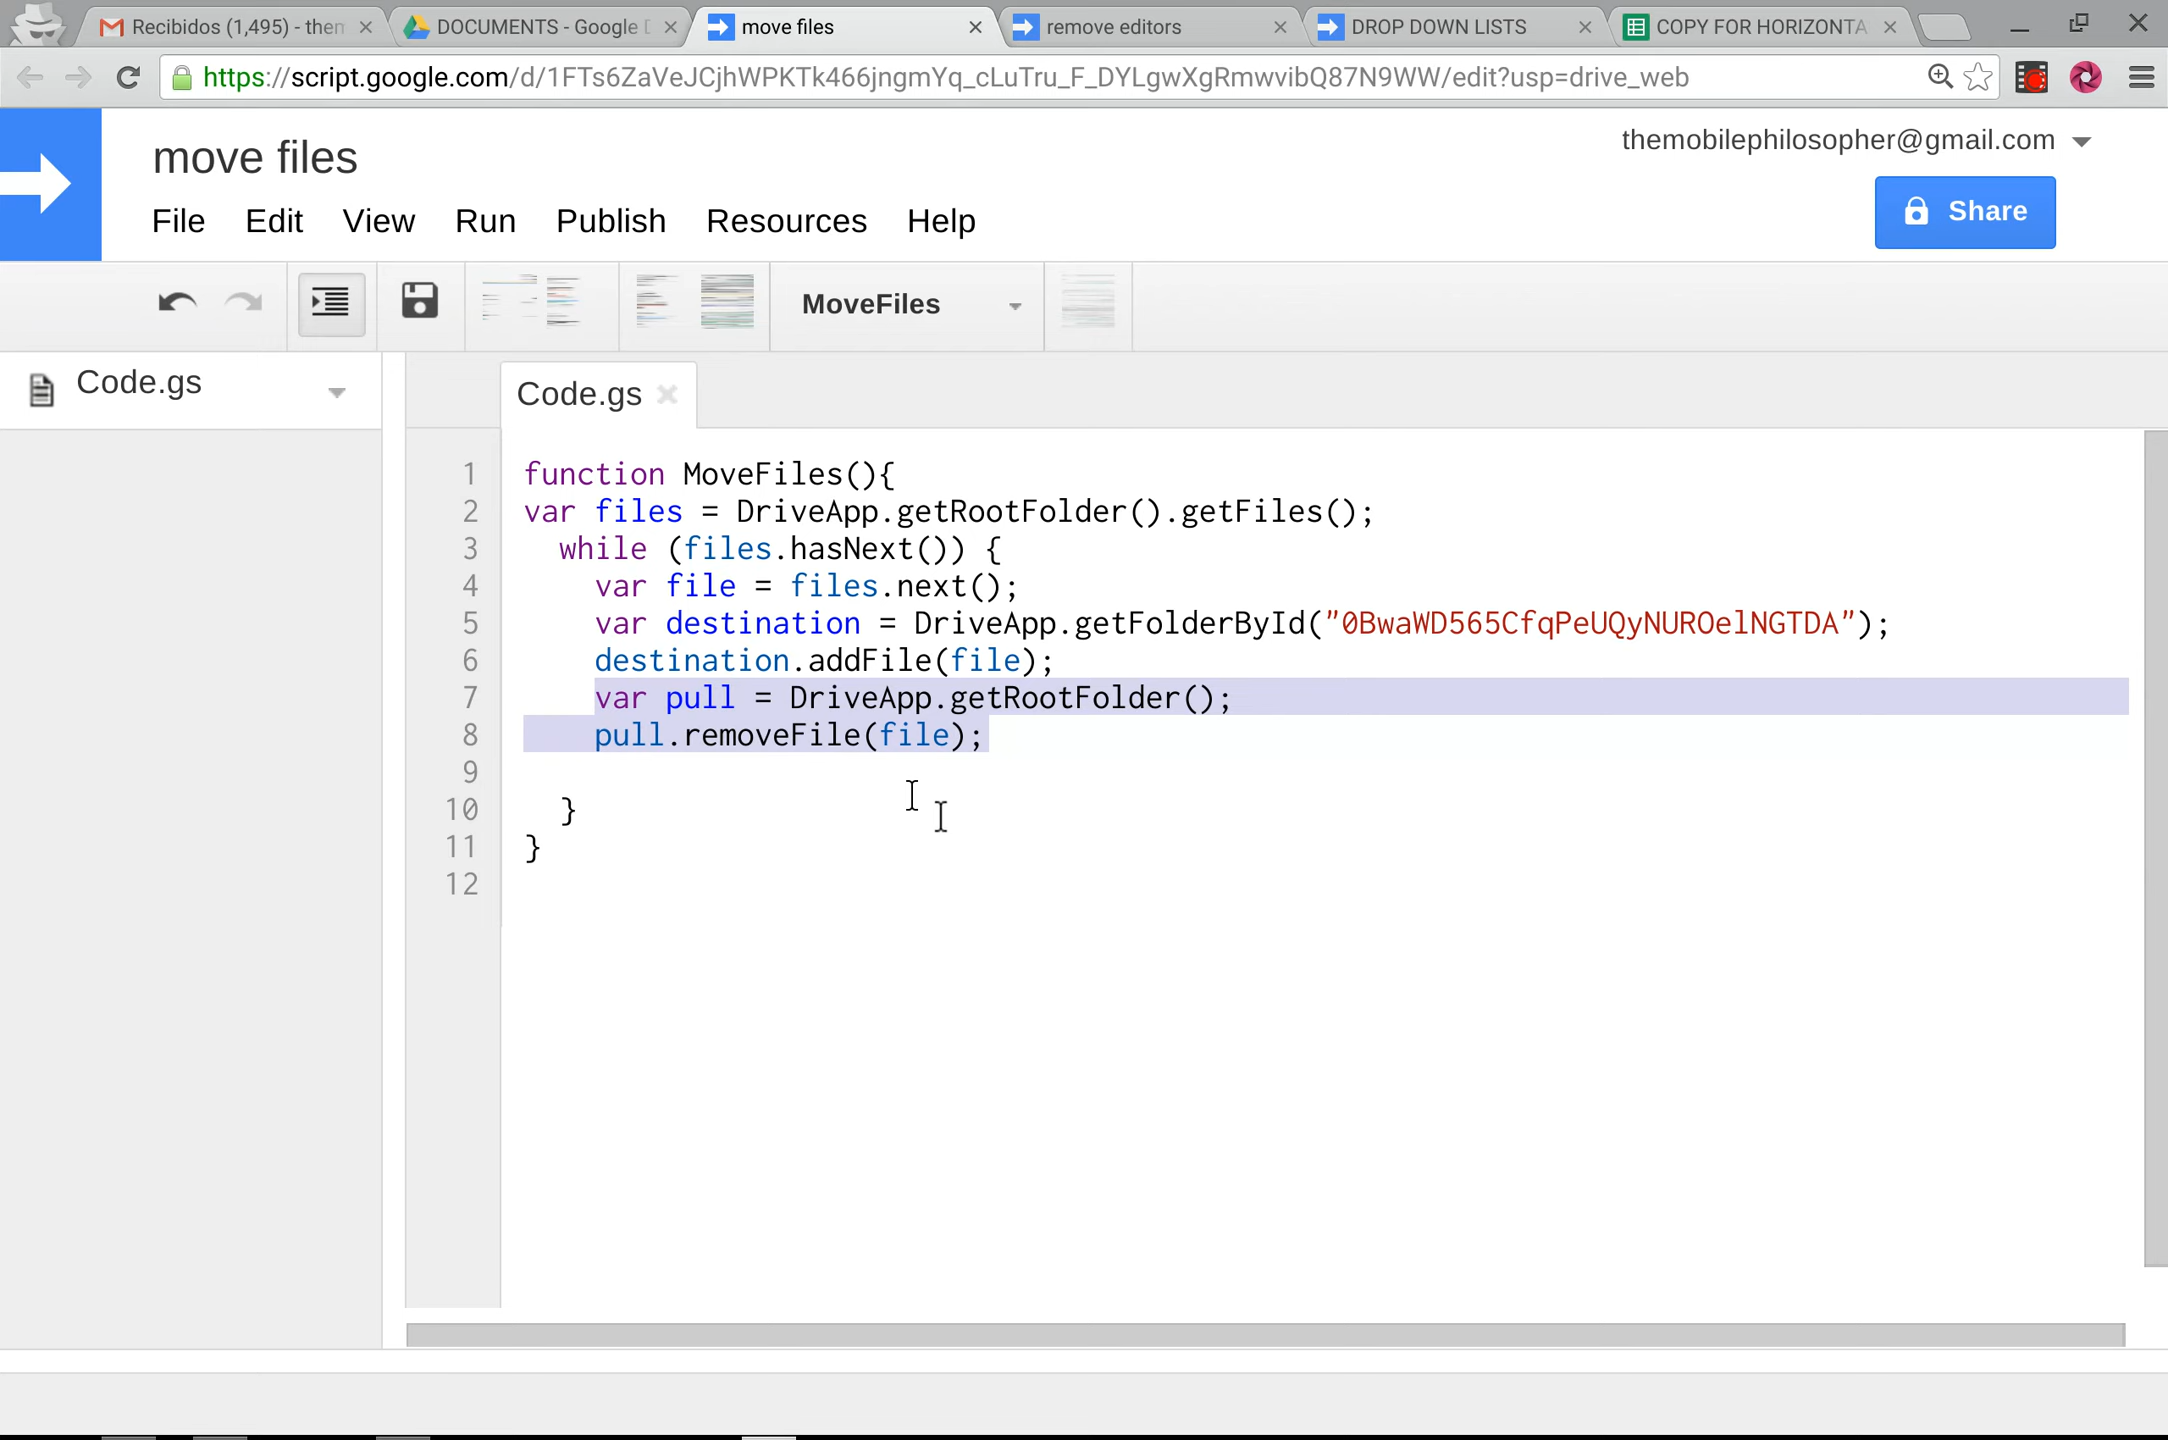 Recibidos (1,495) - them
DOCUMENTS - Google D
move files
remove editors
DROP DOWN LISTS
COPY FOR HORIZONTA
https://script.google.com/d/1FTs6ZaVeJCjhWPKTk466jngmYq_cLuTru_F_DYLgwXgRmwvibQ87N9WW/edit?usp=drive_web
move files
themobilephilosopher@gmail.com
File Edit View Run Publish Resources Help
Share
MoveFiles
Code.gs
Code.gs
1 function MoveFiles(){
2 var files = DriveApp.getRootFolder().getFiles();
3 while (files.hasNext()) {
4 var file = files.next();
5 var destination = DriveApp.getFolderById("0BwaWD565CfqPeUQyNUROelNGTDA");
6 destination.addFile(file);
7 var pull = DriveApp.getRootFolder();
8 pull.removeFile(file);
9
10 }
11 }
12